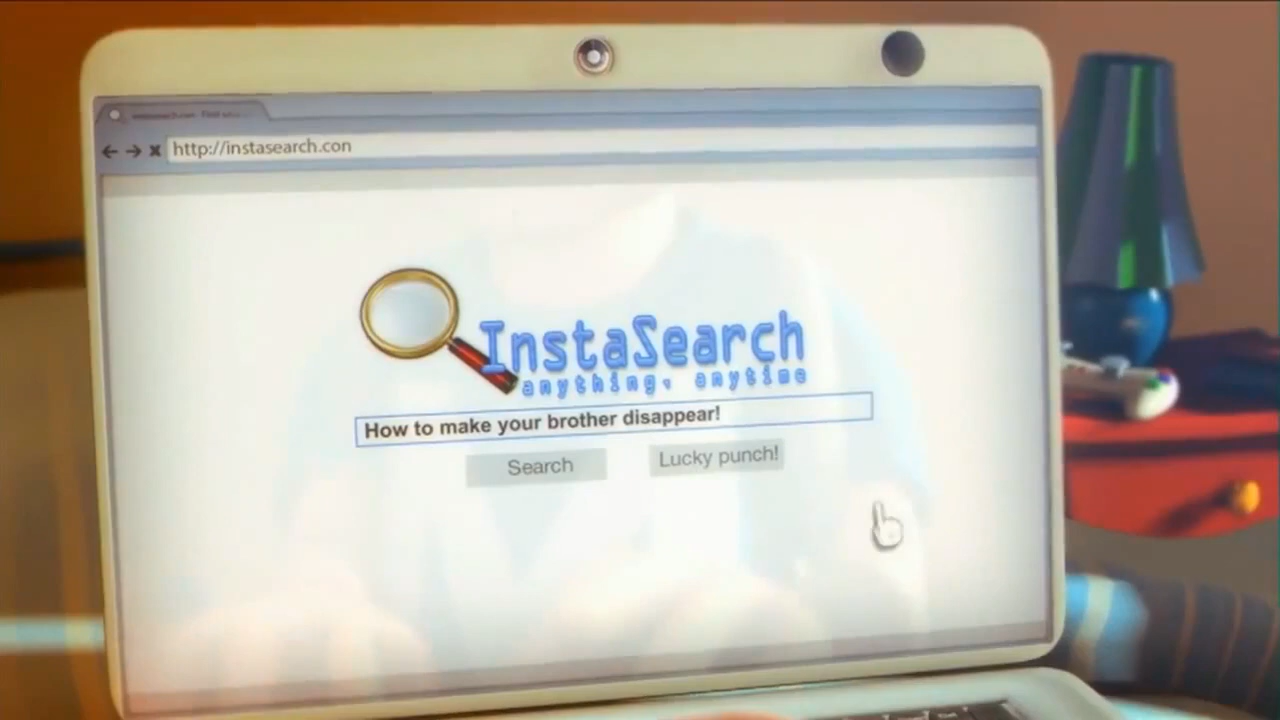 http://instasearch.con
InstaSearch
anything, anytime
How to make your brother disappear!
Search
Lucky punch!